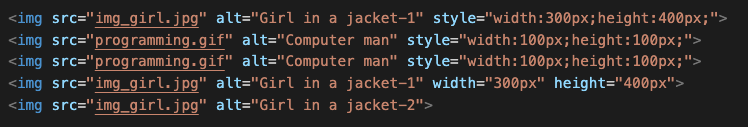 <img src="img_girl.jpg" alt="Girl in a jacket-1" style="width:300px;height:400px;">
<img src="programming.gif" alt="Computer man" style="width:100px;height:100px;">
<img src="programming.gif" alt="Computer man" style="width:100px;height:100px;">
<img src="img_girl.jpg" alt="Girl in a jacket-1" width="300px" height="400px">
<img src="img_girl.jpg" alt="Girl in a jacket-2">